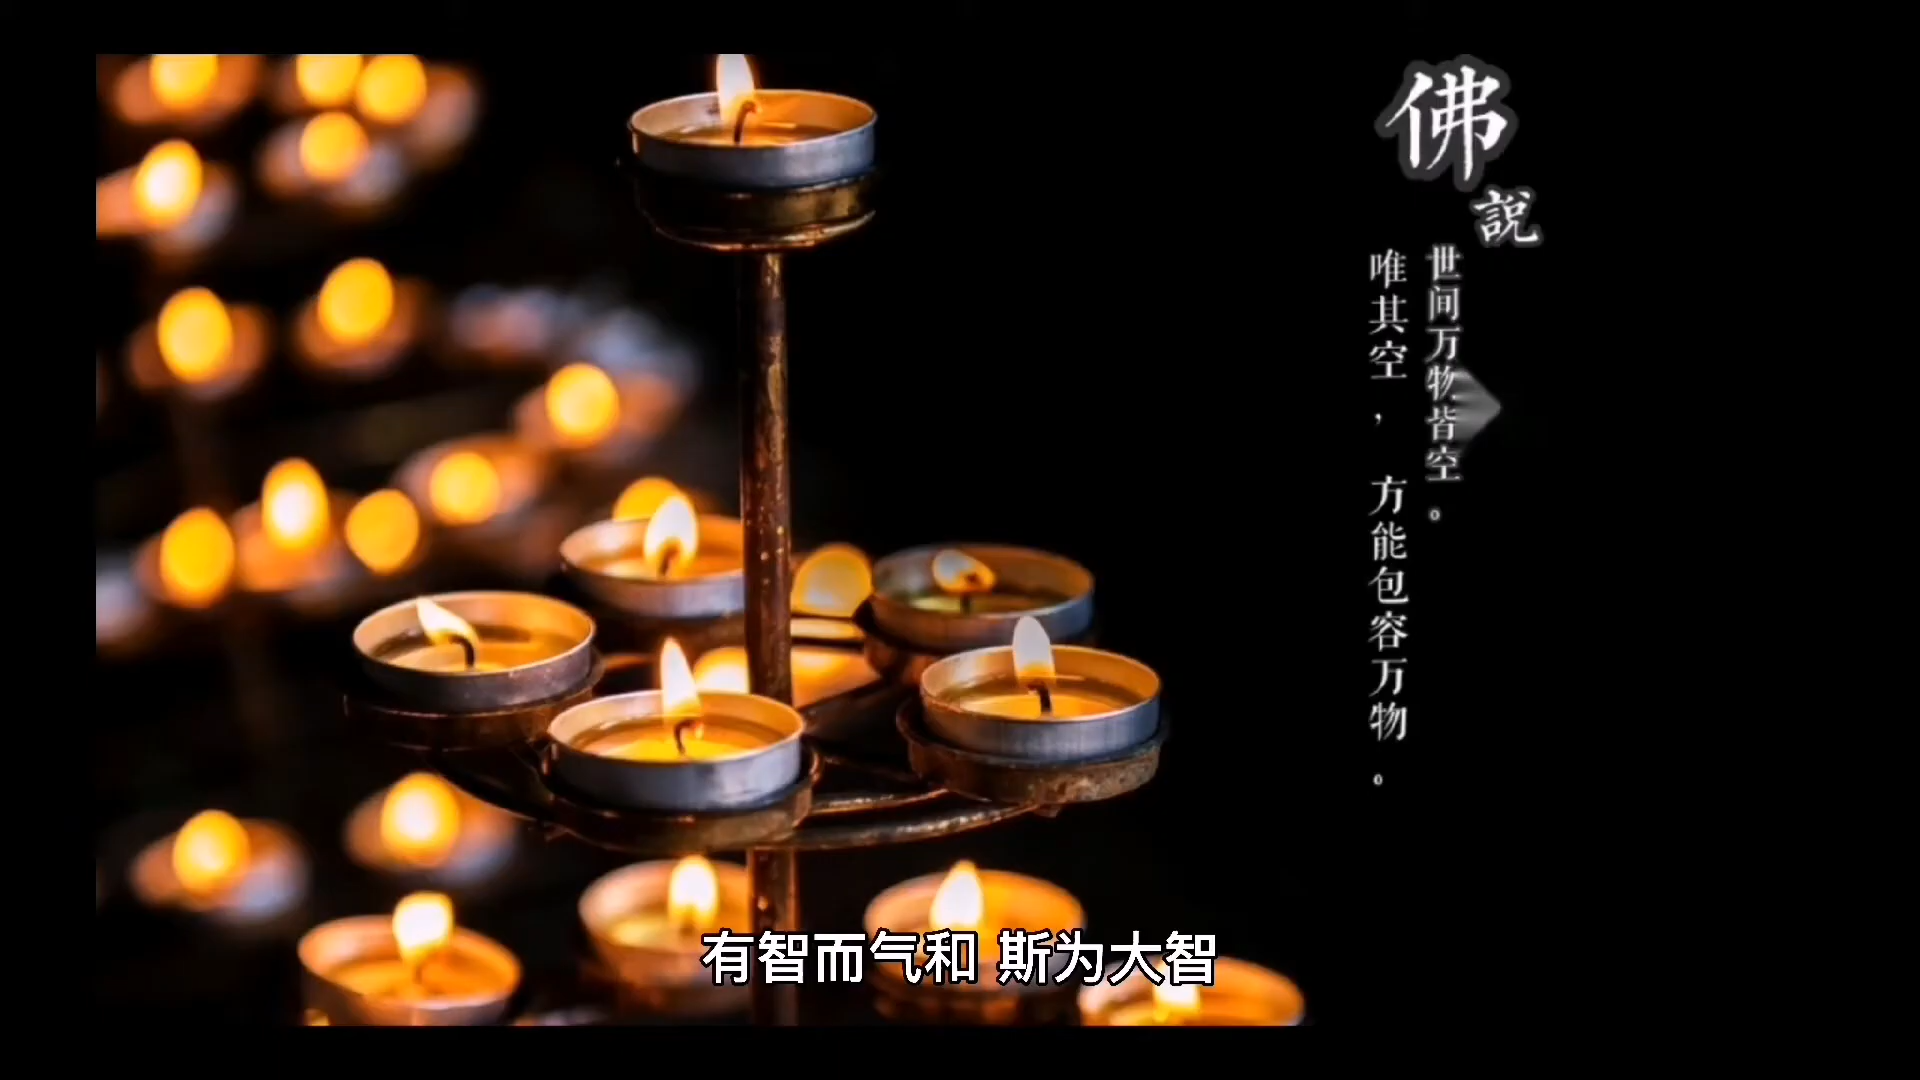 佛
說
世间万物皆空。
唯其空，方能包容万物。
有智而气和 斯为大智